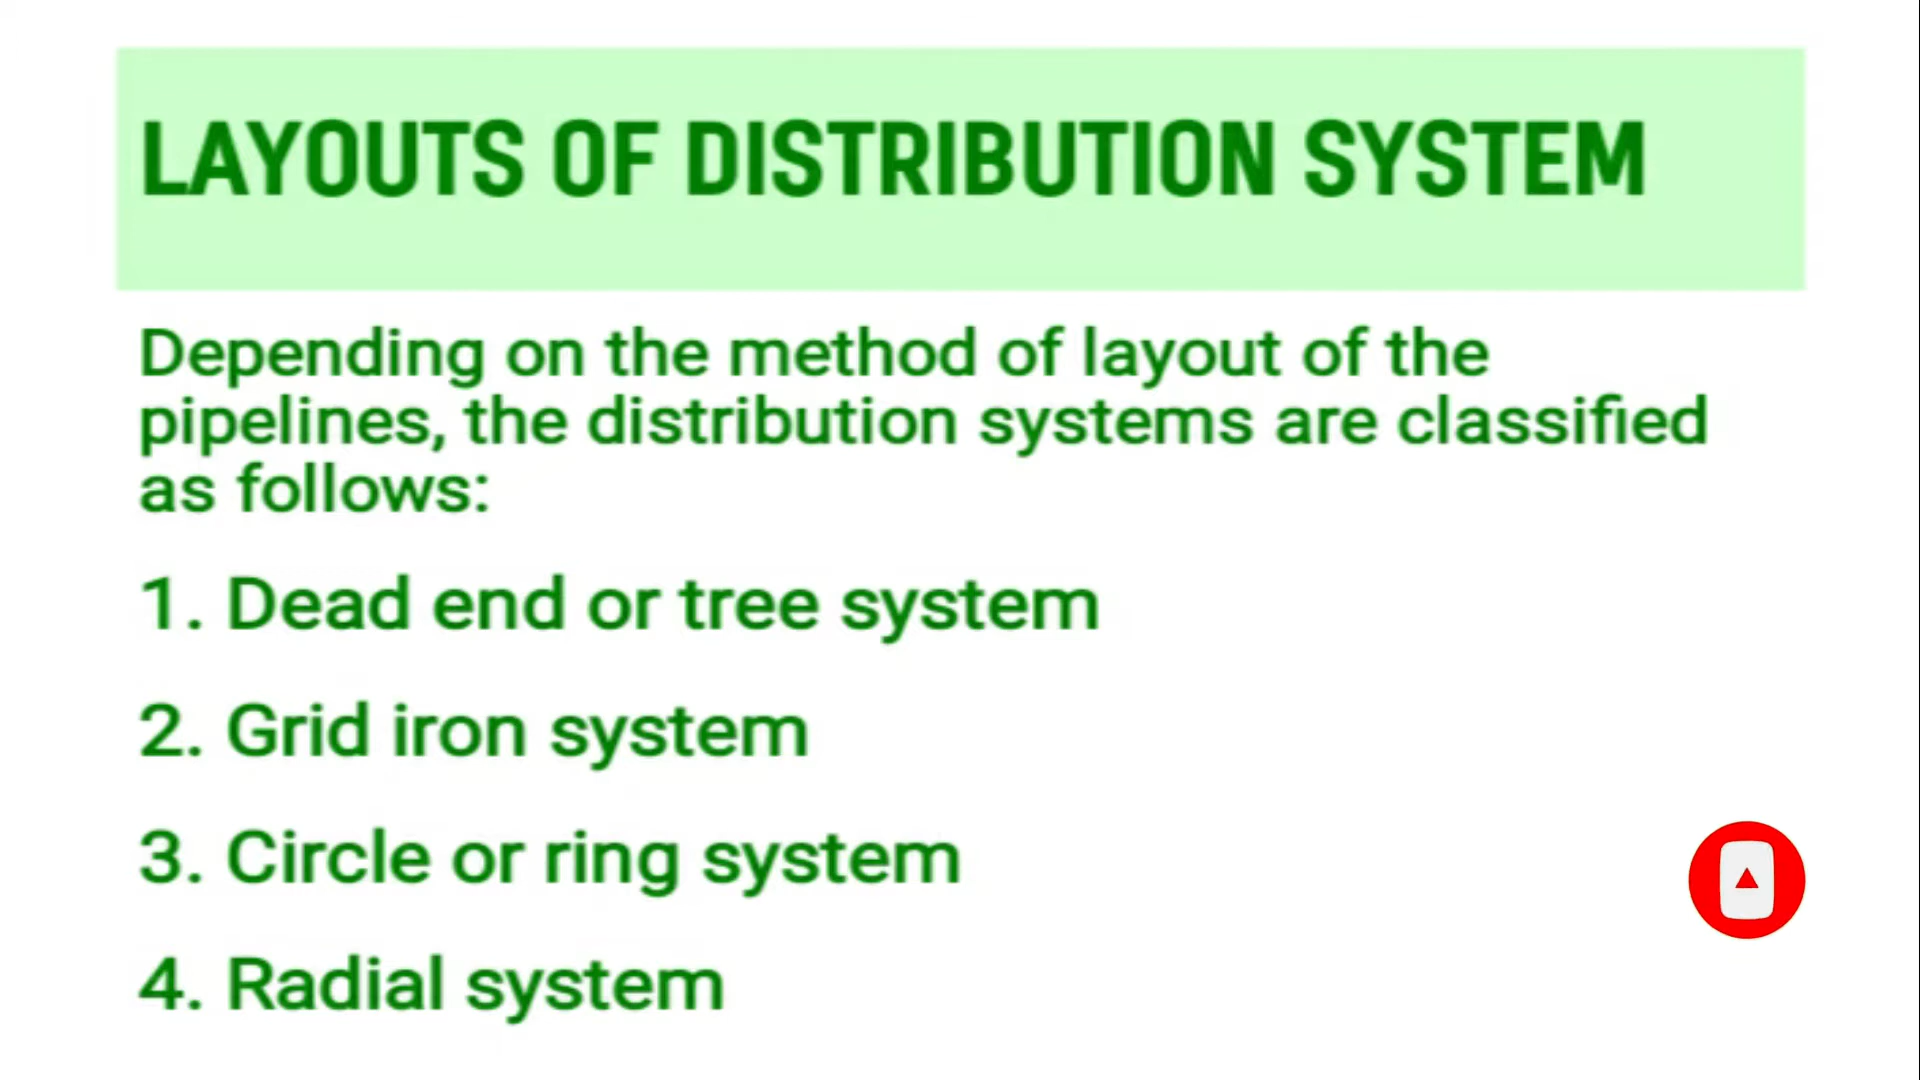 LAYOUTS OF DISTRIBUTION SYSTEM
Depending on the method of layout of the
pipelines, the distribution systems are classified
as follows:
1. Dead end or tree system
2. Grid iron system
3. Circle or ring system
4. Radial system